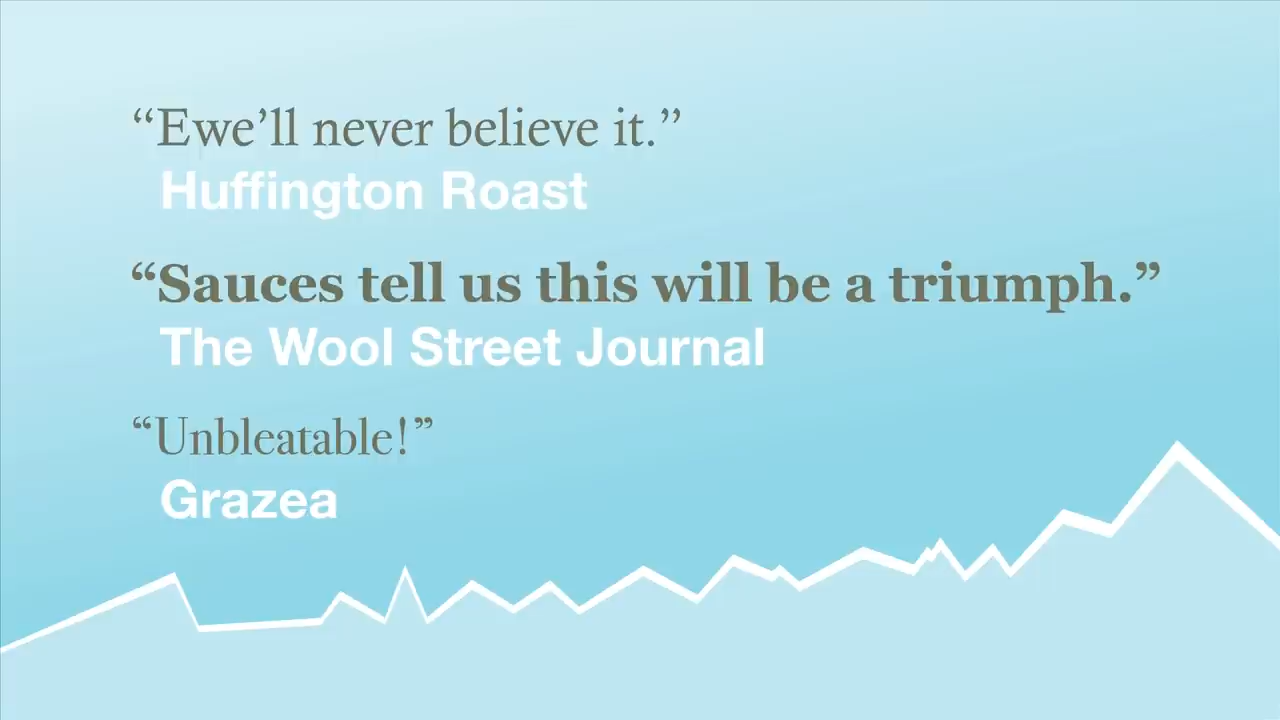 “Ewe’ll never believe it.”
Huffington Roast
“Sauces tell us this will be a triumph.”
The Wool Street Journal
“Unbleatable!”
Grazea